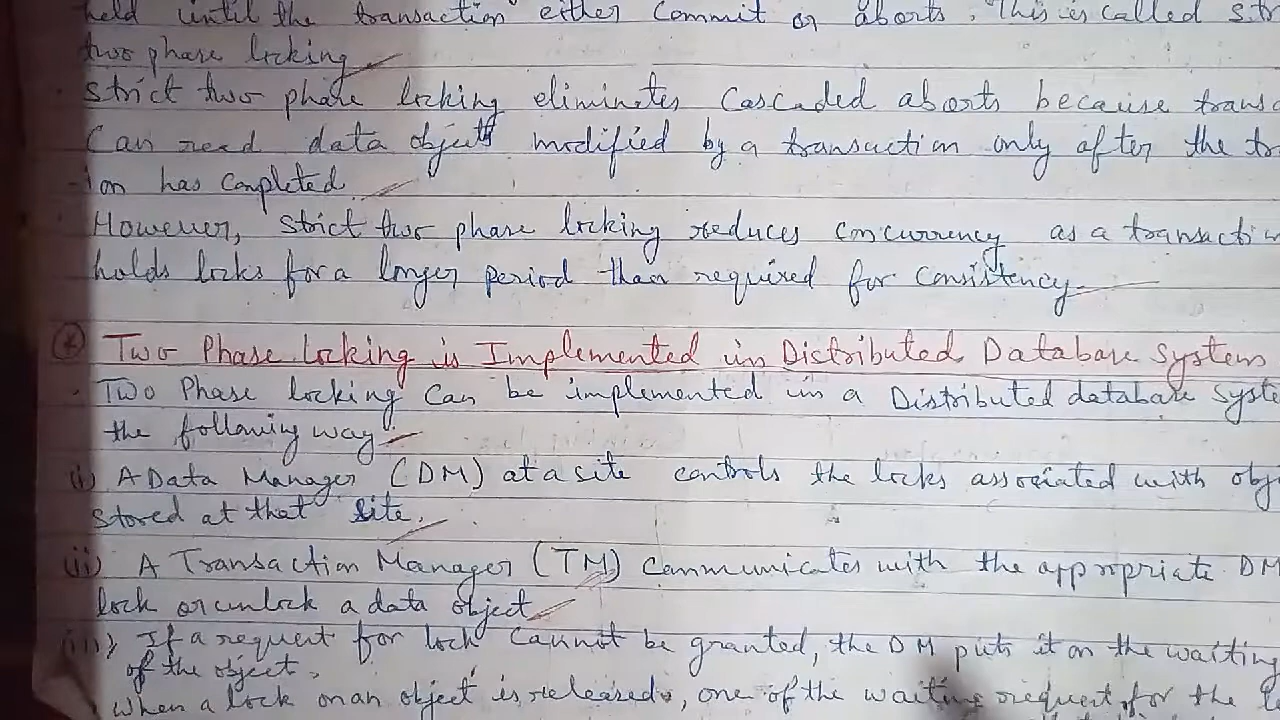 held until the transaction either commit or aborts. This is called str
two phase locking
strict two phase locking eliminates Cascaded aborts because transa
Can read data objects modified by a transaction only after the tr
-ion has completed
However, strict two phase locking reduces concurrency as a transaction
holds locks for a longer period than required for Consistency
Two Phase locking is Implemented in Distributed Database System
Two Phase locking Can be implemented in a Distributed database Syste
the following way
(i) A Data Manager (DM) at a site controls the locks associated with obj
stored at that site.
(ii) A Transaction Manager (TM) Communicates with the appropriate DM
lock or unlock a data object
(iii) If a request for lock Cannot be granted, the DM puts it on the waiting
of the object.
when a lock on an object is released, one of the waiting request for the